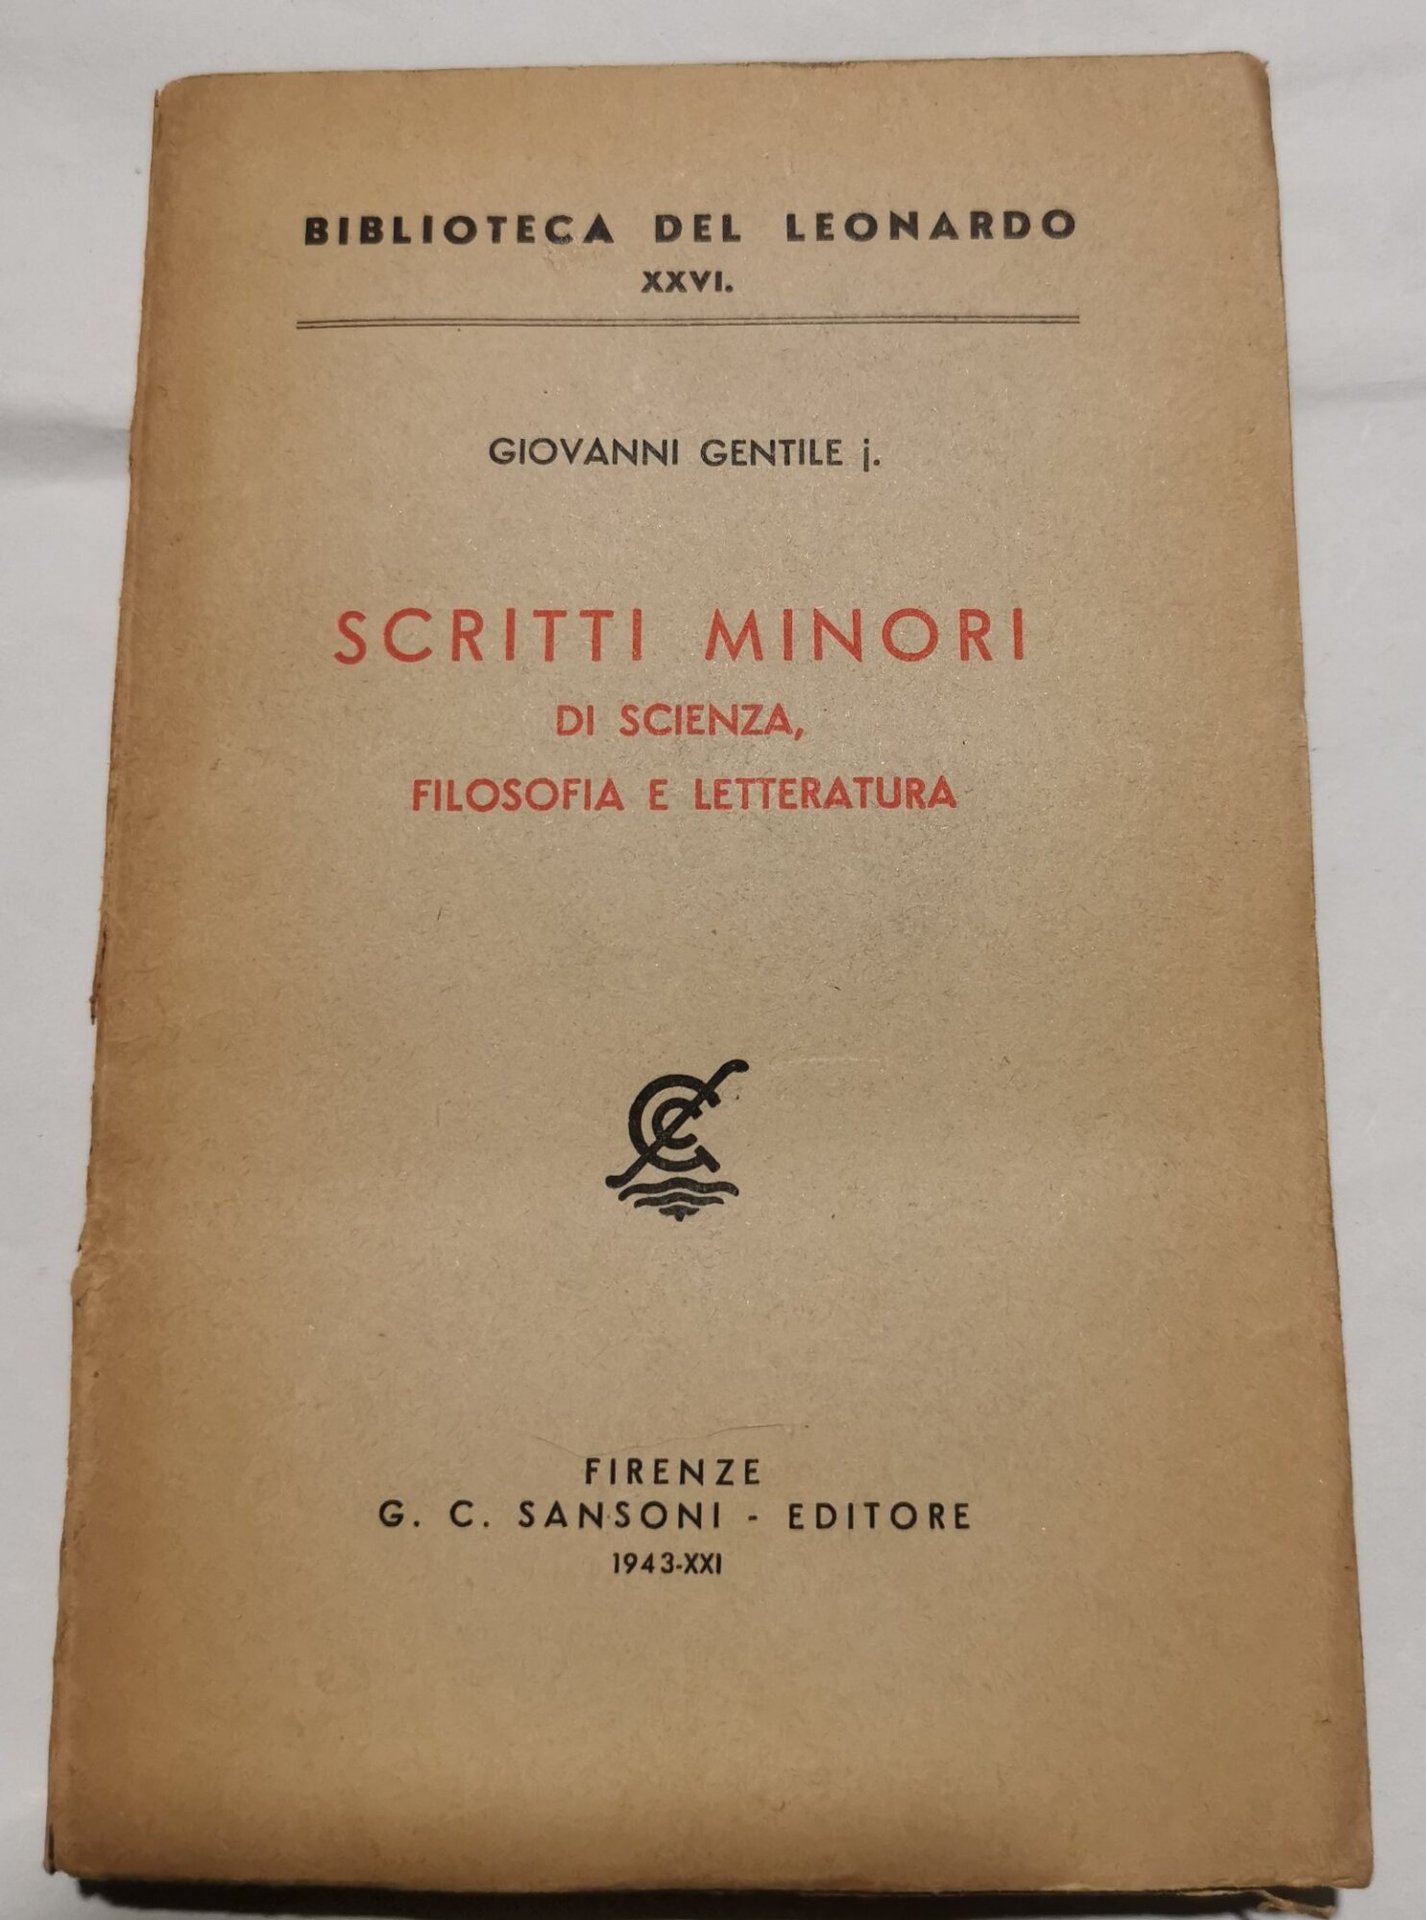 BIBLIOTECA DEL LEONARDO
XXVI.
GIOVANNI GENTILE j.
SCRITTI MINORI
DI SCIENZA,
FILOSOFIA E LETTERATURA
FIRENZE
G. C. SANSONI - EDITORE
1943-XXI